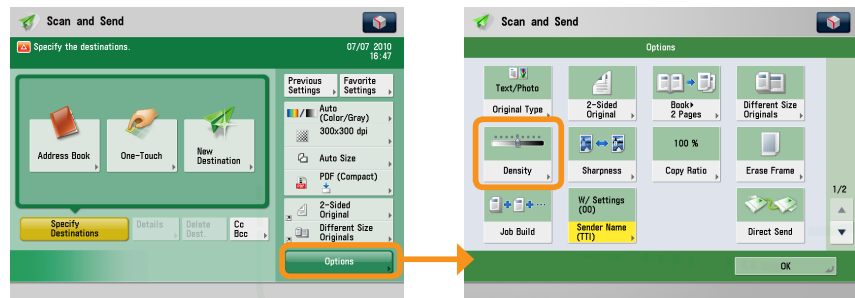 Scan and Send
Specify the destinations.
07/07 2010
16:47
Previous
Settings
Favorite
Settings
Auto
(Color/Gray)
300x300 dpi
Auto Size
PDF (Compact)
2-Sided
Original
Different Size
Originals
Options
Address Book
One-Touch
New
Destination
Specify
Destinations
Details
Delete
Dest.
Cc
Bcc
Scan and Send
Options
Text/Photo
Original Type
2-Sided
Original
Book▸
2 Pages
Different Size
Originals
Density
Sharpness
100 %
Copy Ratio
Erase Frame
Job Build
W/ Settings
(00)
Sender Name
(TTI)
Direct Send
1/2
OK